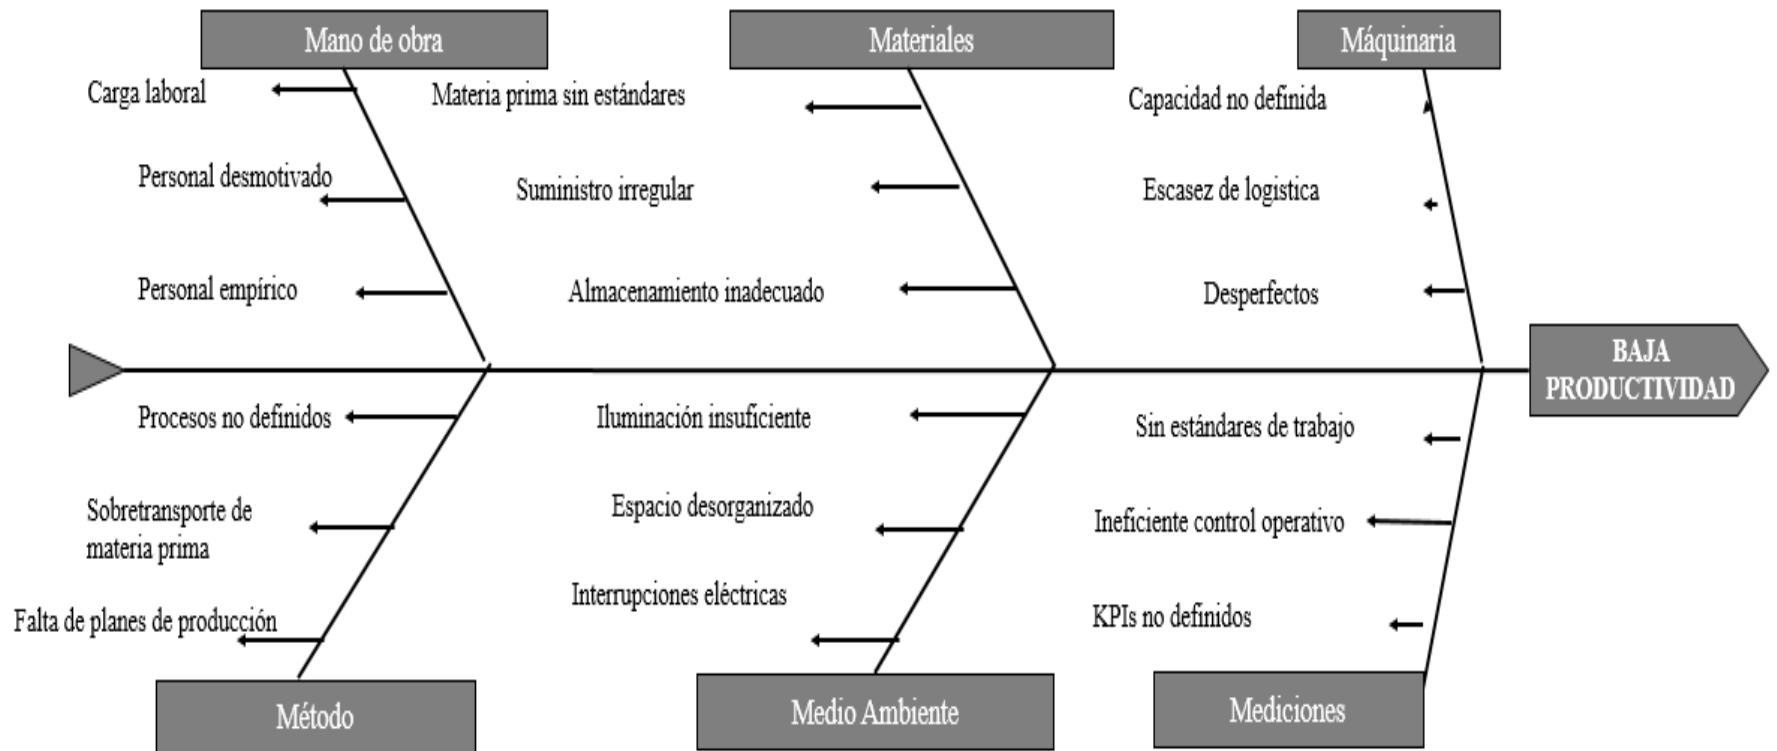 Mano de obra
Materiales
Máquinaria
Carga laboral
Materia prima sin estándares
Capacidad no definida
Personal desmotivado
Suministro irregular
Escasez de logistica
Personal empírico
Almacenamiento inadecuado
Desperfectos
BAJA
PRODUCTIVIDAD
Procesos no definidos
Iluminación insuficiente
Sin estándares de trabajo
Sobretransporte de
materia prima
Espacio desorganizado
Ineficiente control operativo
Falta de planes de producción
Interrupciones eléctricas
KPIs no definidos
Método
Medio Ambiente
Mediciones